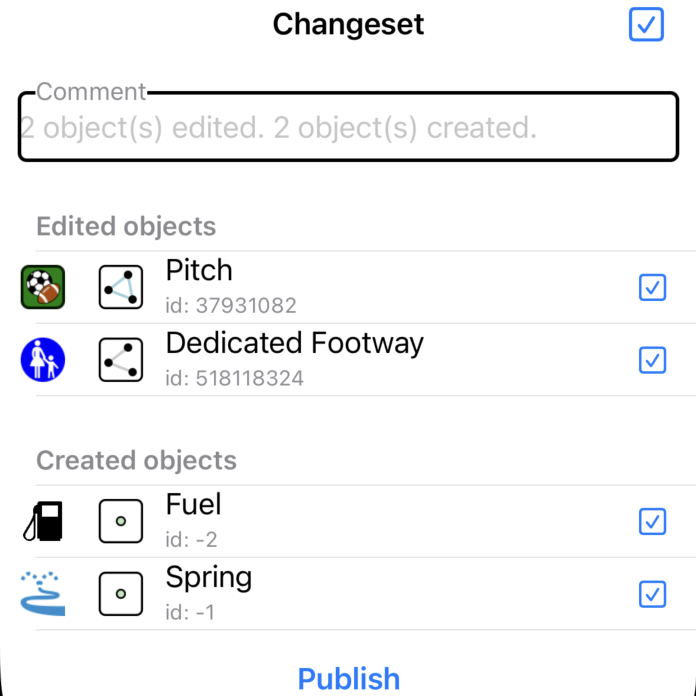 Changeset
Comment
2 object(s) edited. 2 object(s) created.
Edited objects
Pitch
id: 37931082
Dedicated Footway
id: 518118324
Created objects
Fuel
id: -2
Spring
id: -1
Publish